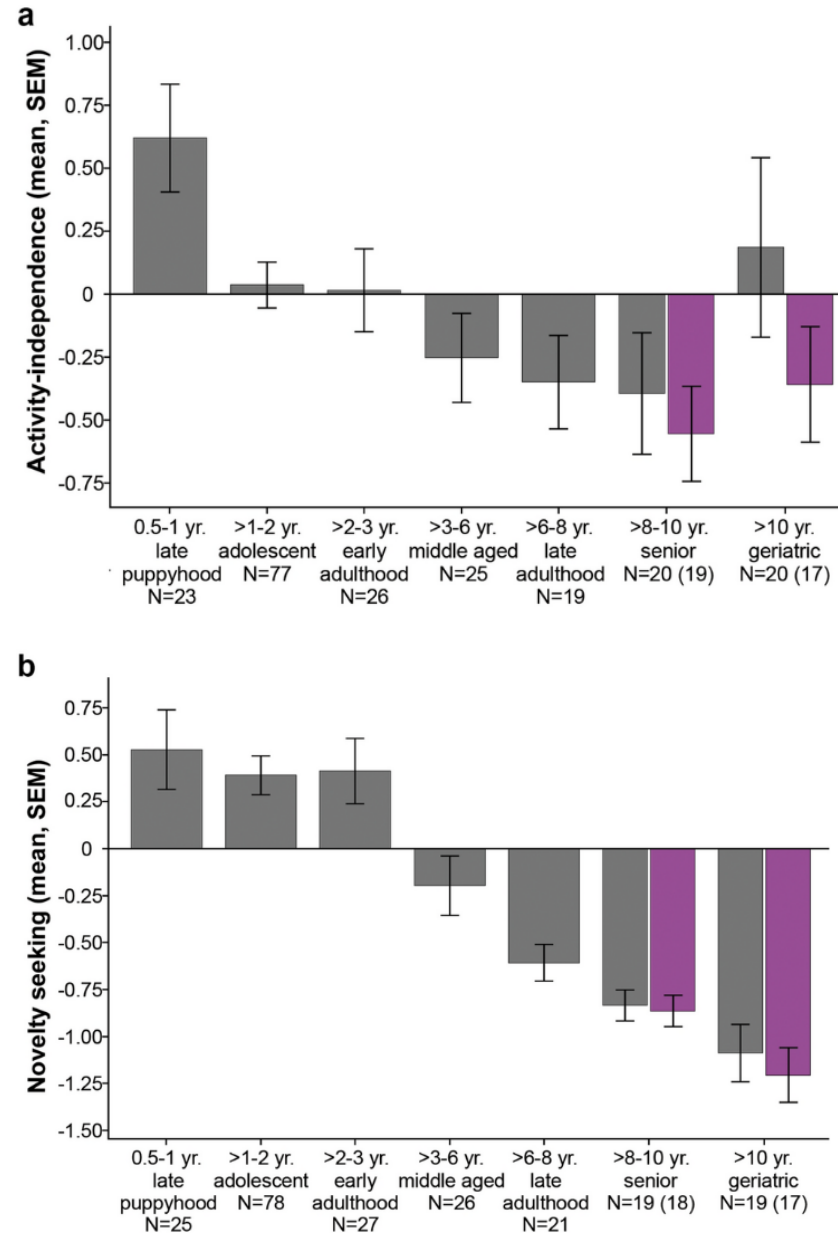 a
Activity-independence (mean, SEM)
1.00
0.75
0.50
0.25
0
-0.25
-0.50
-0.75
0.5-1 yr.
late
puppyhood
N=23
>1-2 yr.
adolescent
N=77
>2-3 yr.
early
adulthood
N=26
>3-6 yr.
middle aged
N=25
>6-8 yr.
late
adulthood
N=19
>8-10 yr.
senior
N=20 (19)
>10 yr.
geriatric
N=20 (17)
b
Novelty seeking (mean, SEM)
0.75
0.50
0.25
0
-0.25
-0.50
-0.75
-1.00
-1.25
-1.50
0.5-1 yr.
late
puppyhood
N=25
>1-2 yr.
adolescent
N=78
>2-3 yr.
early
adulthood
N=27
>3-6 yr.
middle aged
N=26
>6-8 yr.
late
adulthood
N=21
>8-10 yr.
senior
N=19 (18)
>10 yr.
geriatric
N=19 (17)